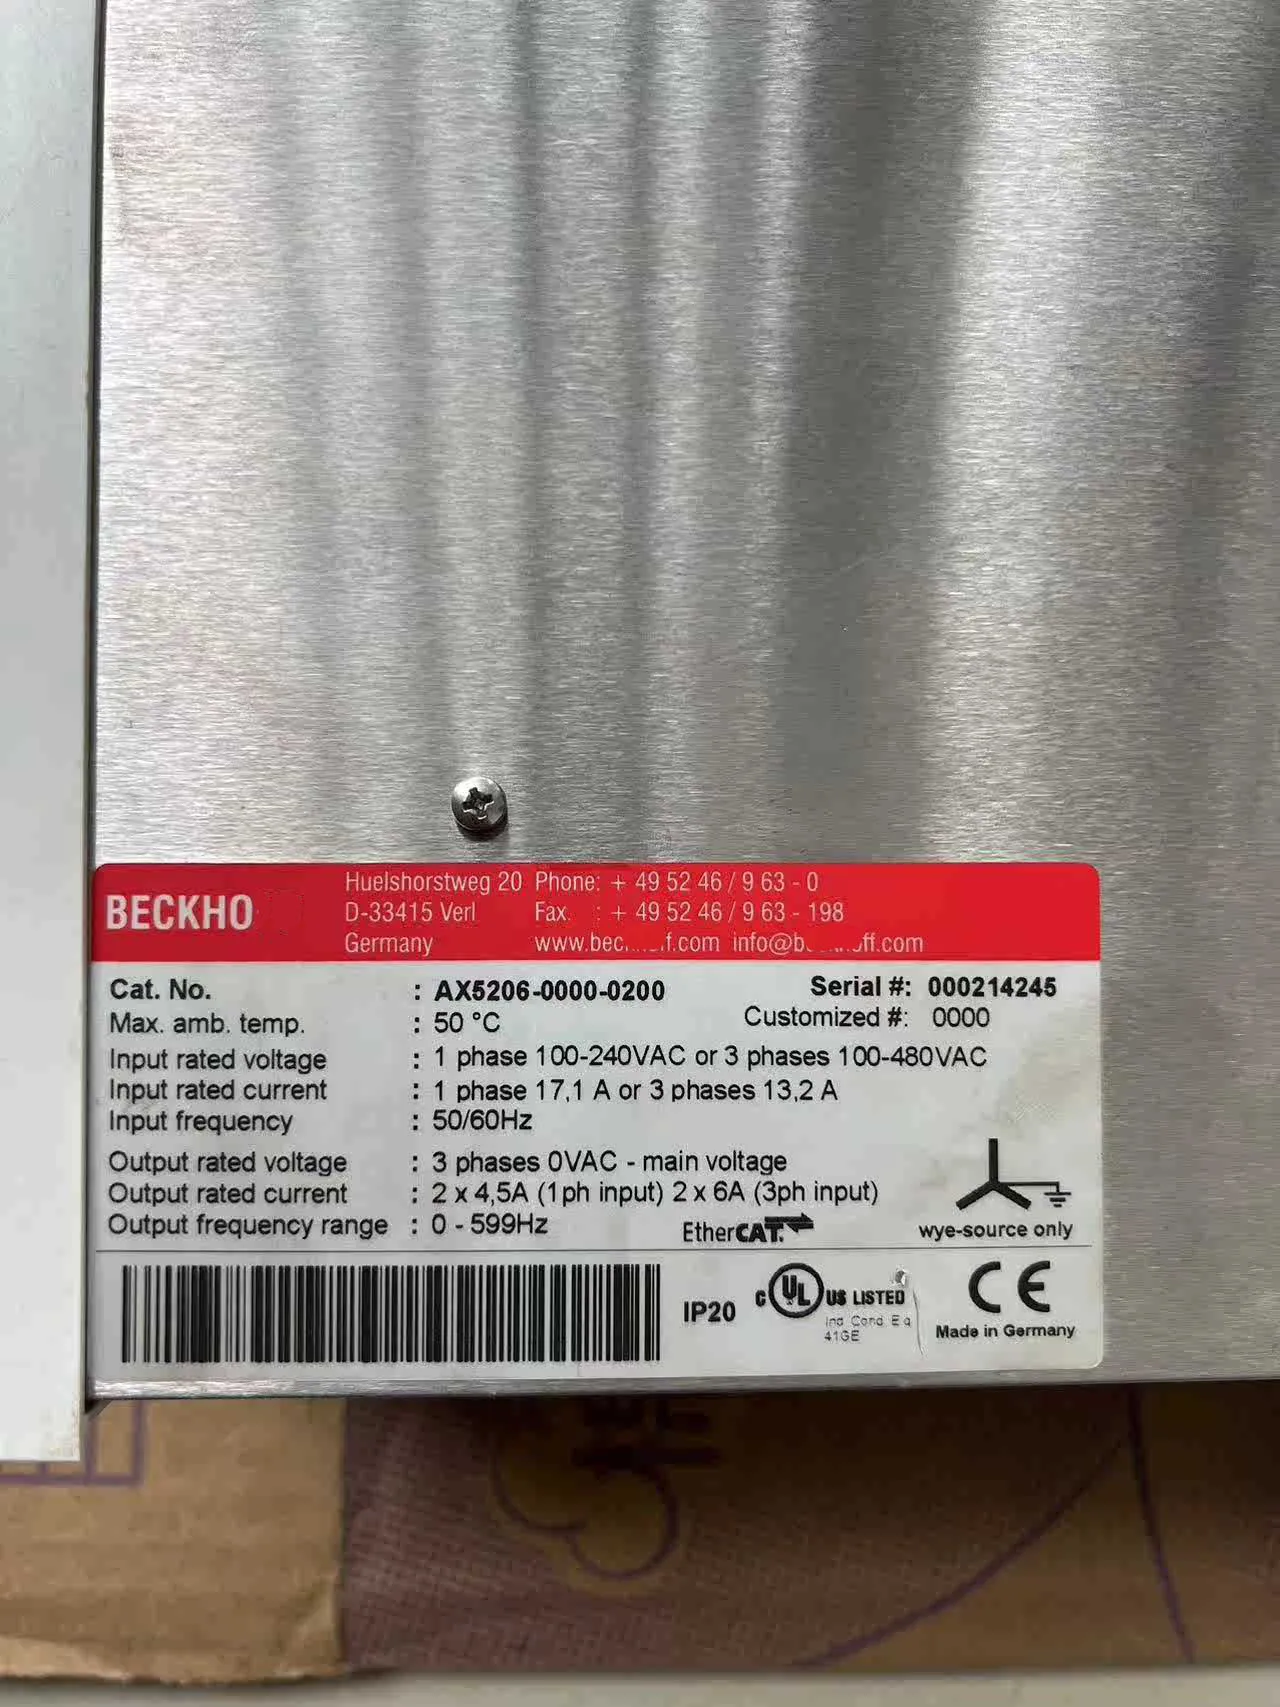 BECKHO
Huelshorstweg 20 Phone: + 49 52 46 / 9 63 - 0
D-33415 Verl Fax. : + 49 52 46 / 9 63 - 198
Germany
Cat. No. : AX5206-0000-0200 Serial #: 000214245
Max. amb. temp. : 50 °C Customized #: 0000
Input rated voltage : 1 phase 100-240VAC or 3 phases 100-480VAC
Input rated current : 1 phase 17,1 A or 3 phases 13,2 A
Input frequency : 50/60Hz
Output rated voltage : 3 phases 0VAC - main voltage
Output rated current : 2 x 4,5A (1ph input) 2 x 6A (3ph input)
Output frequency range : 0 - 599Hz EtherCAT. wye-source only
IP20 C UL US LISTED CE
Ind Cond Eq
41GE
Made in Germany